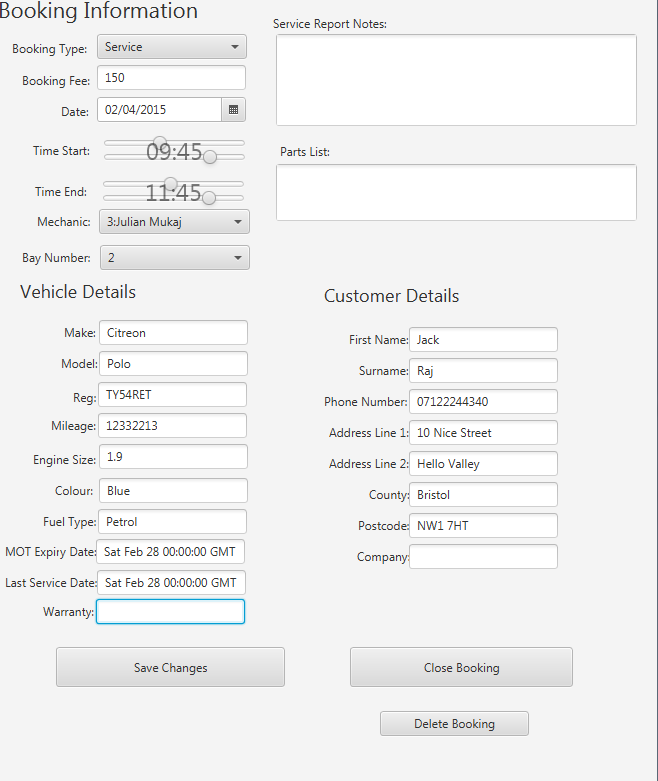 Booking Information
Booking Type: Service
Booking Fee: 150
Date: 02/04/2015
Time Start: 09:45
Time End: 11:45
Mechanic: 3:Julian Mukaj
Bay Number: 2
Service Report Notes:
Parts List:
Vehicle Details
Make: Citreon
Model: Polo
Reg: TY54RET
Mileage: 12332213
Engine Size: 1.9
Colour: Blue
Fuel Type: Petrol
MOT Expiry Date: Sat Feb 28 00:00:00 GMT
Last Service Date: Sat Feb 28 00:00:00 GMT
Warranty:
Customer Details
First Name: Jack
Surname: Raj
Phone Number: 07122244340
Address Line 1: 10 Nice Street
Address Line 2: Hello Valley
County: Bristol
Postcode: NW1 7HT
Company:
Save Changes
Close Booking
Delete Booking